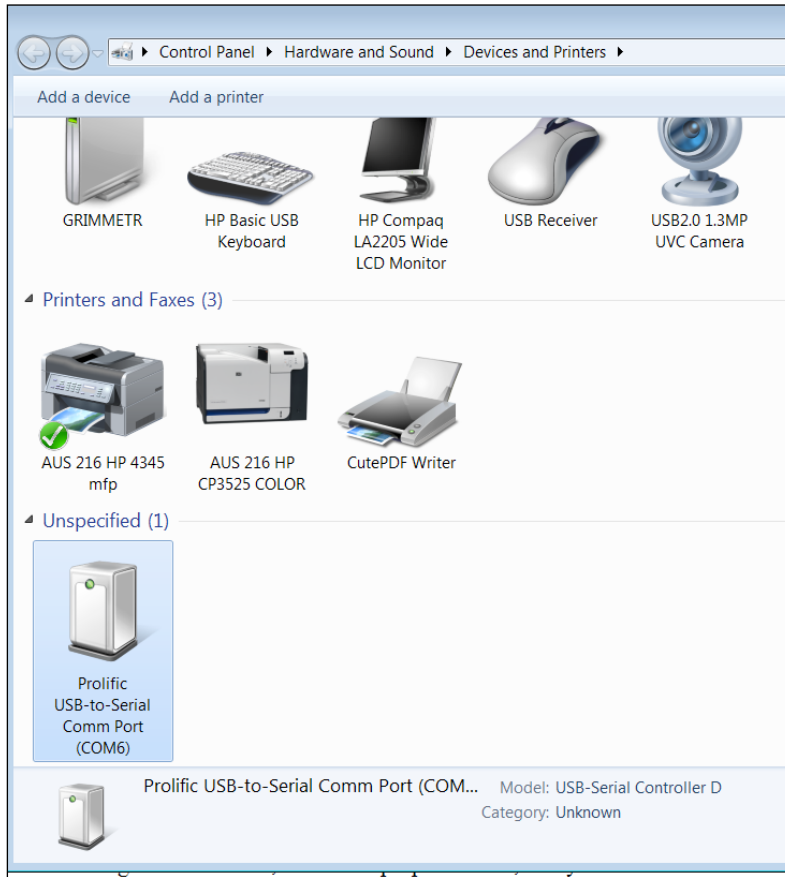 Control Panel Hardware and Sound Devices and Printers
Add a device Add a printer
GRIMMETR
HP Basic USB
Keyboard
HP Compaq
LA2205 Wide
LCD Monitor
USB Receiver
USB2.0 1.3MP
UVC Camera
Printers and Faxes (3)
AUS 216 HP 4345
mfp
AUS 216 HP
CP3525 COLOR
CutePDF Writer
Unspecified (1)
Prolific
USB-to-Serial
Comm Port
(COM6)
Prolific USB-to-Serial Comm Port (COM... Model: USB-Serial Controller D
Category: Unknown